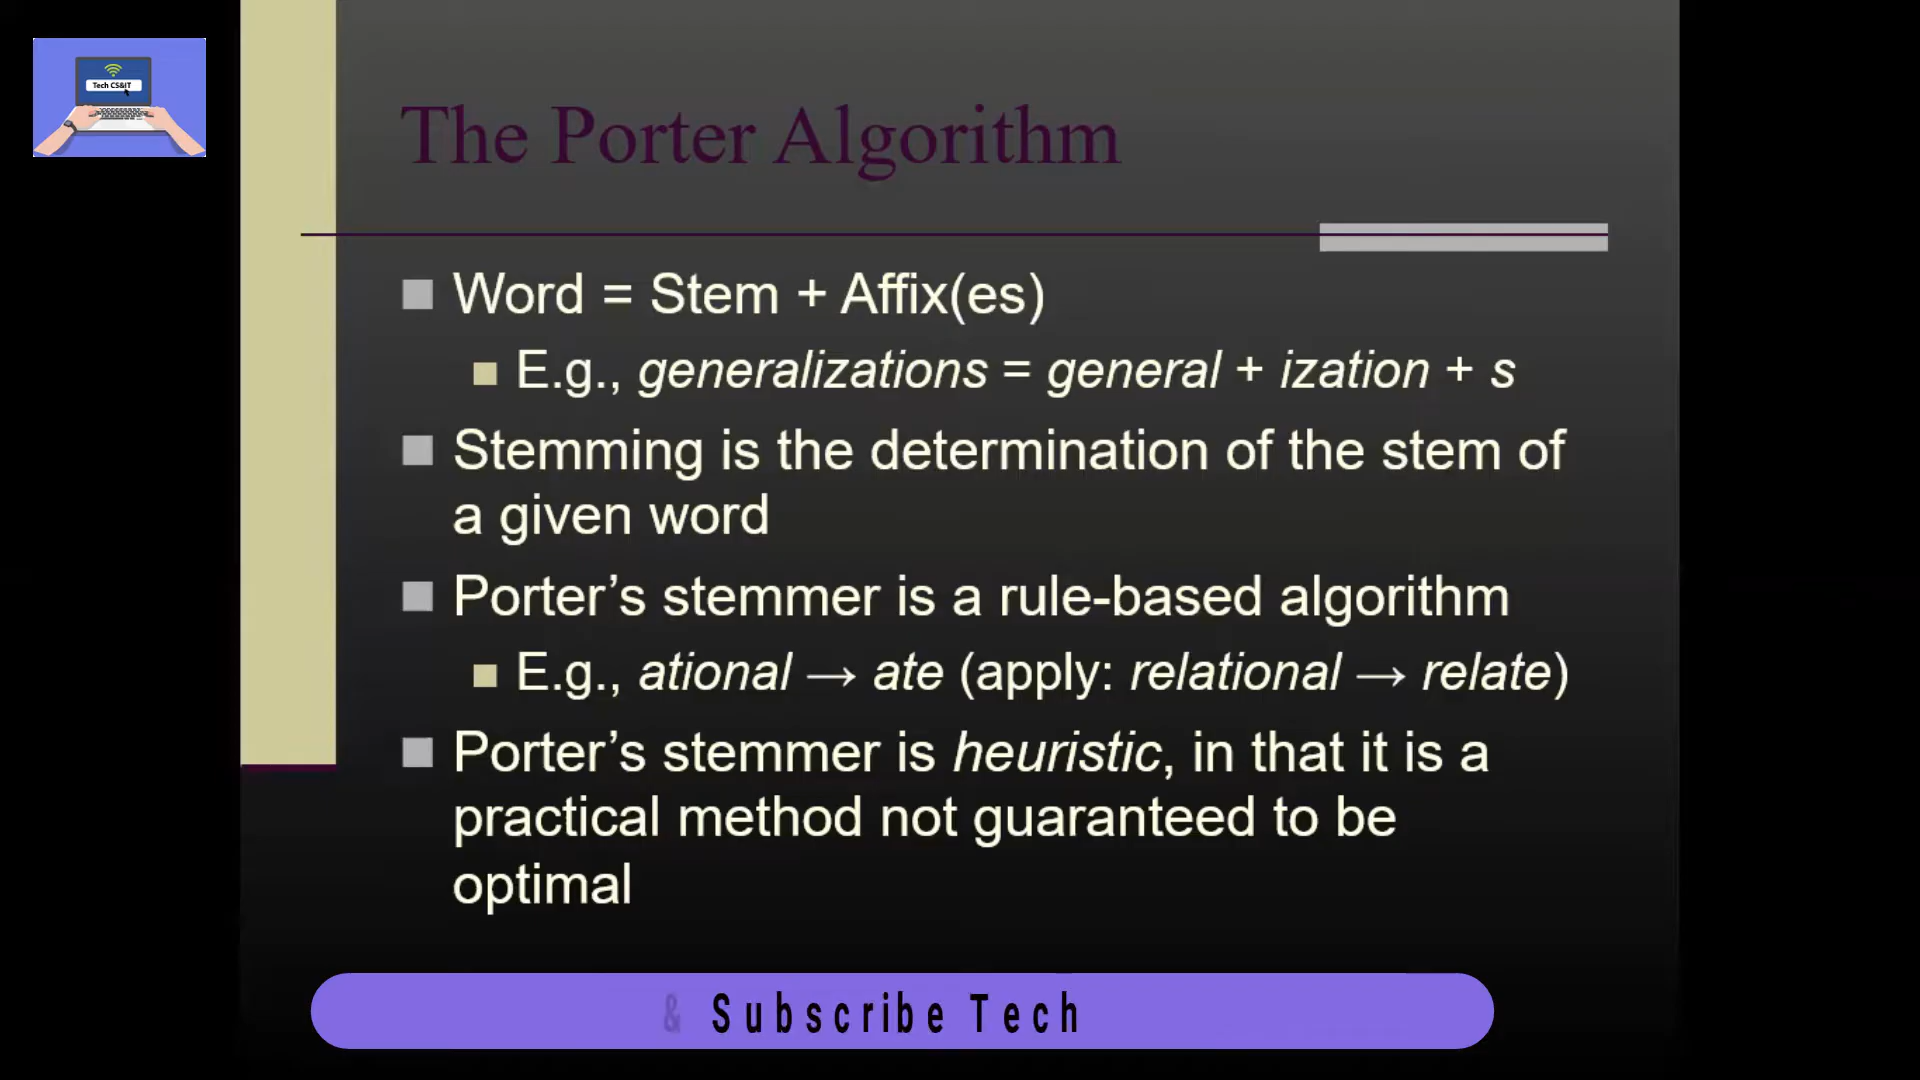 Tech CS&IT
The Porter Algorithm
Word = Stem + Affix(es)
E.g., generalizations = general + ization + s
Stemming is the determination of the stem of
a given word
Porter’s stemmer is a rule-based algorithm
E.g., ational → ate (apply: relational → relate)
Porter’s stemmer is heuristic, in that it is a
practical method not guaranteed to be
optimal
& Subscribe Tech